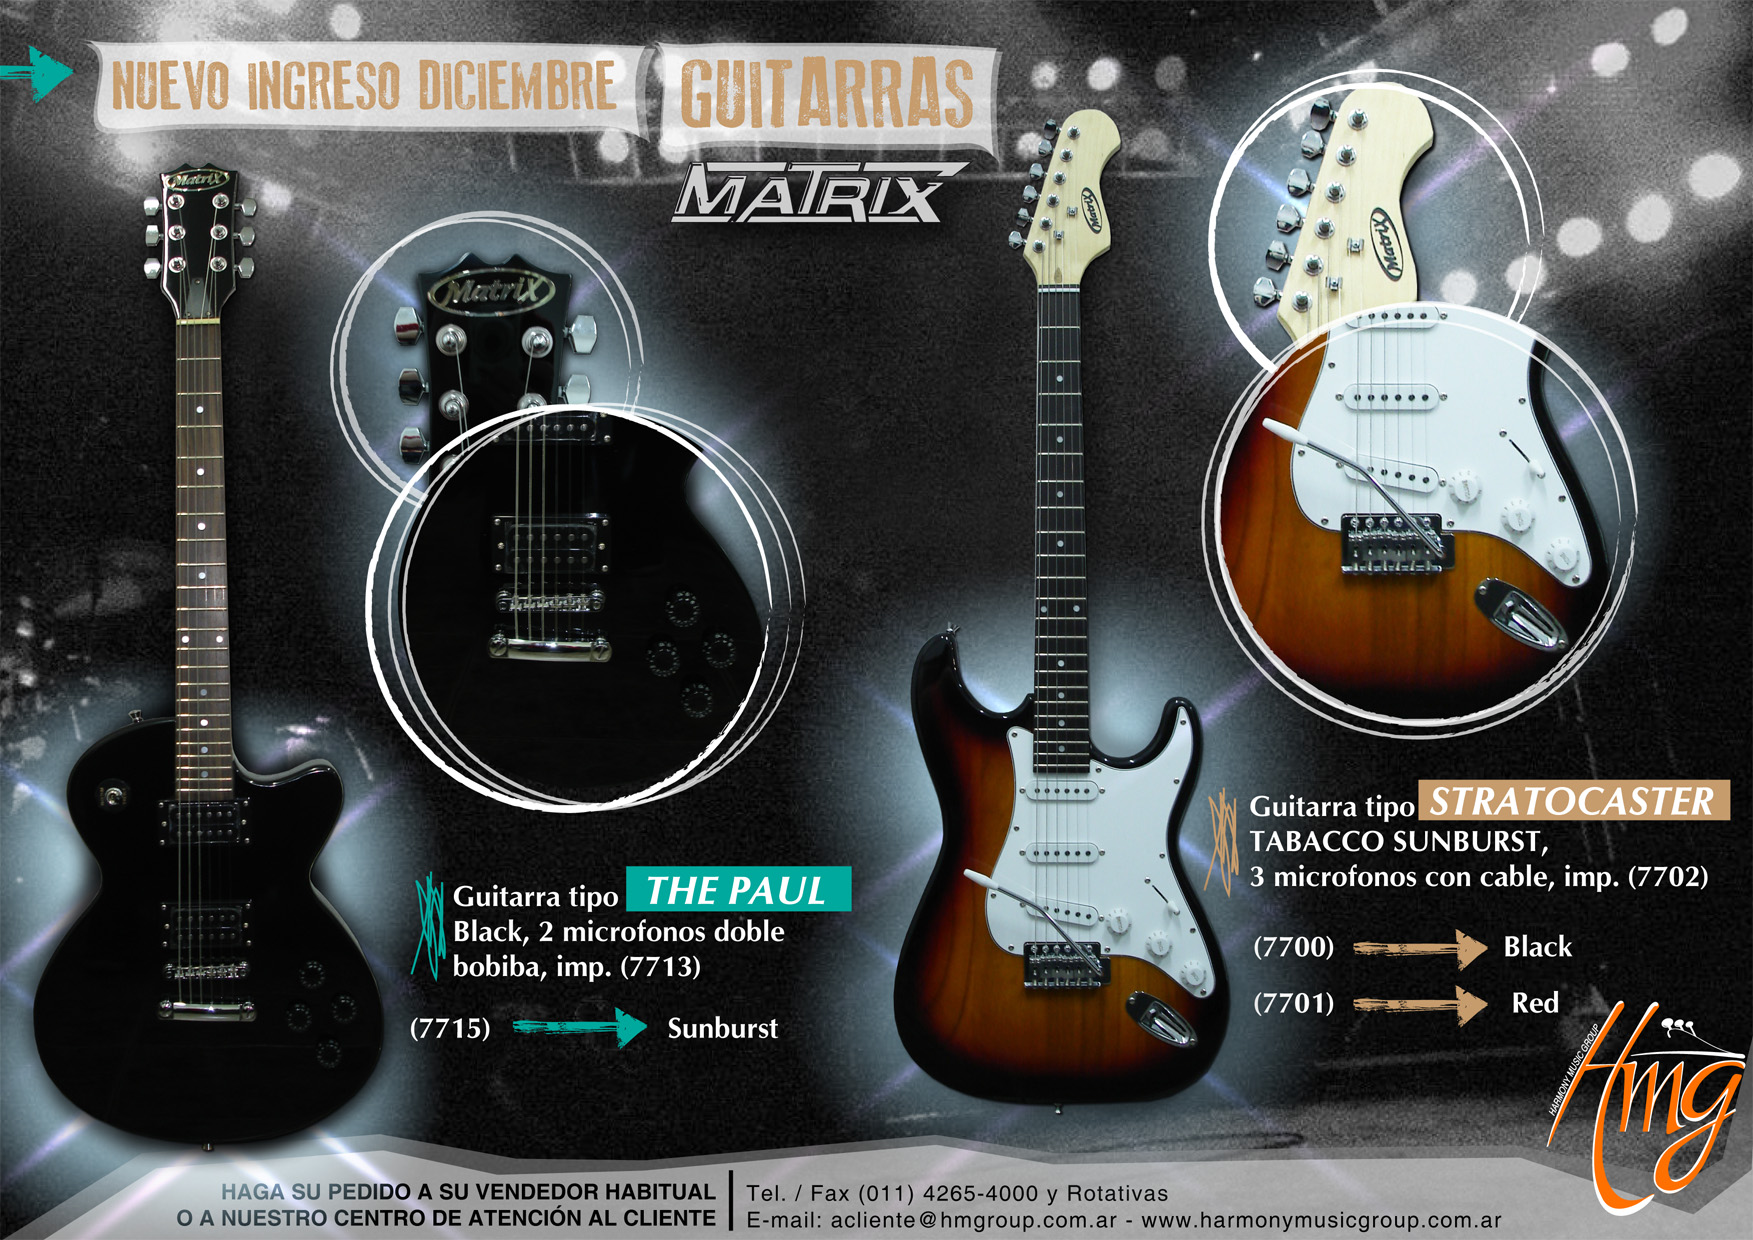 NUEVO INGRESO DICIEMBRE
GUITARRAS
MATRIX
Matrix
Matrix
Matrix
Matrix
Guitarra tipo THE PAUL
Black, 2 microfonos doble
bobiba, imp. (7713)
(7715) Sunburst
Guitarra tipo STRATOCASTER
TABACCO SUNBURST,
3 microfonos con cable, imp. (7702)
(7700) Black
(7701) Red
HARMONY MUSIC GROUP
Hmg
HAGA SU PEDIDO A SU VENDEDOR HABITUAL
O A NUESTRO CENTRO DE ATENCIÓN AL CLIENTE
Tel. / Fax (011) 4265-4000 y Rotativas
E-mail: acliente@hmgroup.com.ar - www.harmonymusicgroup.com.ar